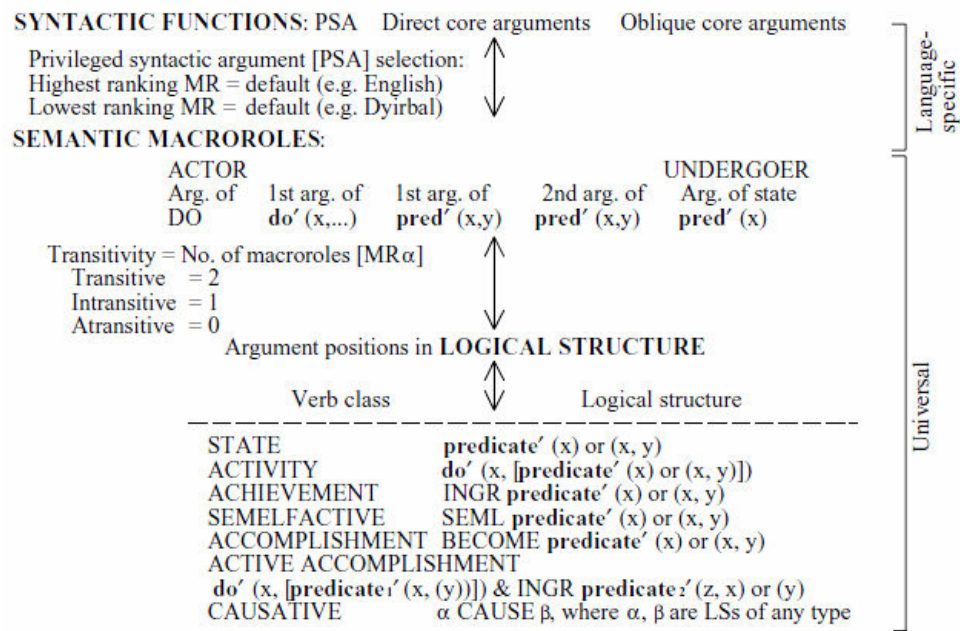 SYNTACTIC FUNCTIONS: PSA Direct core arguments Oblique core arguments
Privileged syntactic argument [PSA] selection:
Highest ranking MR = default (e.g. English)
Lowest ranking MR = default (e.g. Dyirbal)
Language-
specific
SEMANTIC MACROROLES:
ACTOR UNDERGOER
Arg. of 1st arg. of 1st arg. of 2nd arg. of Arg. of state
DO do′ (x,...) pred′ (x,y) pred′ (x,y) pred′ (x)
Transitivity = No. of macroroles [MRα]
Transitive = 2
Intransitive = 1
Atransitive = 0
Argument positions in LOGICAL STRUCTURE
Verb class Logical structure
Universal
STATE predicate′ (x) or (x, y)
ACTIVITY do′ (x, [predicate′ (x) or (x, y)])
ACHIEVEMENT INGR predicate′ (x) or (x, y)
SEMELFACTIVE SEML predicate′ (x) or (x, y)
ACCOMPLISHMENT BECOME predicate′ (x) or (x, y)
ACTIVE ACCOMPLISHMENT
do′ (x, [predicate₁′ (x, (y))]) & INGR predicate₂′ (z, x) or (y)
CAUSATIVE α CAUSE β, where α, β are LSs of any type